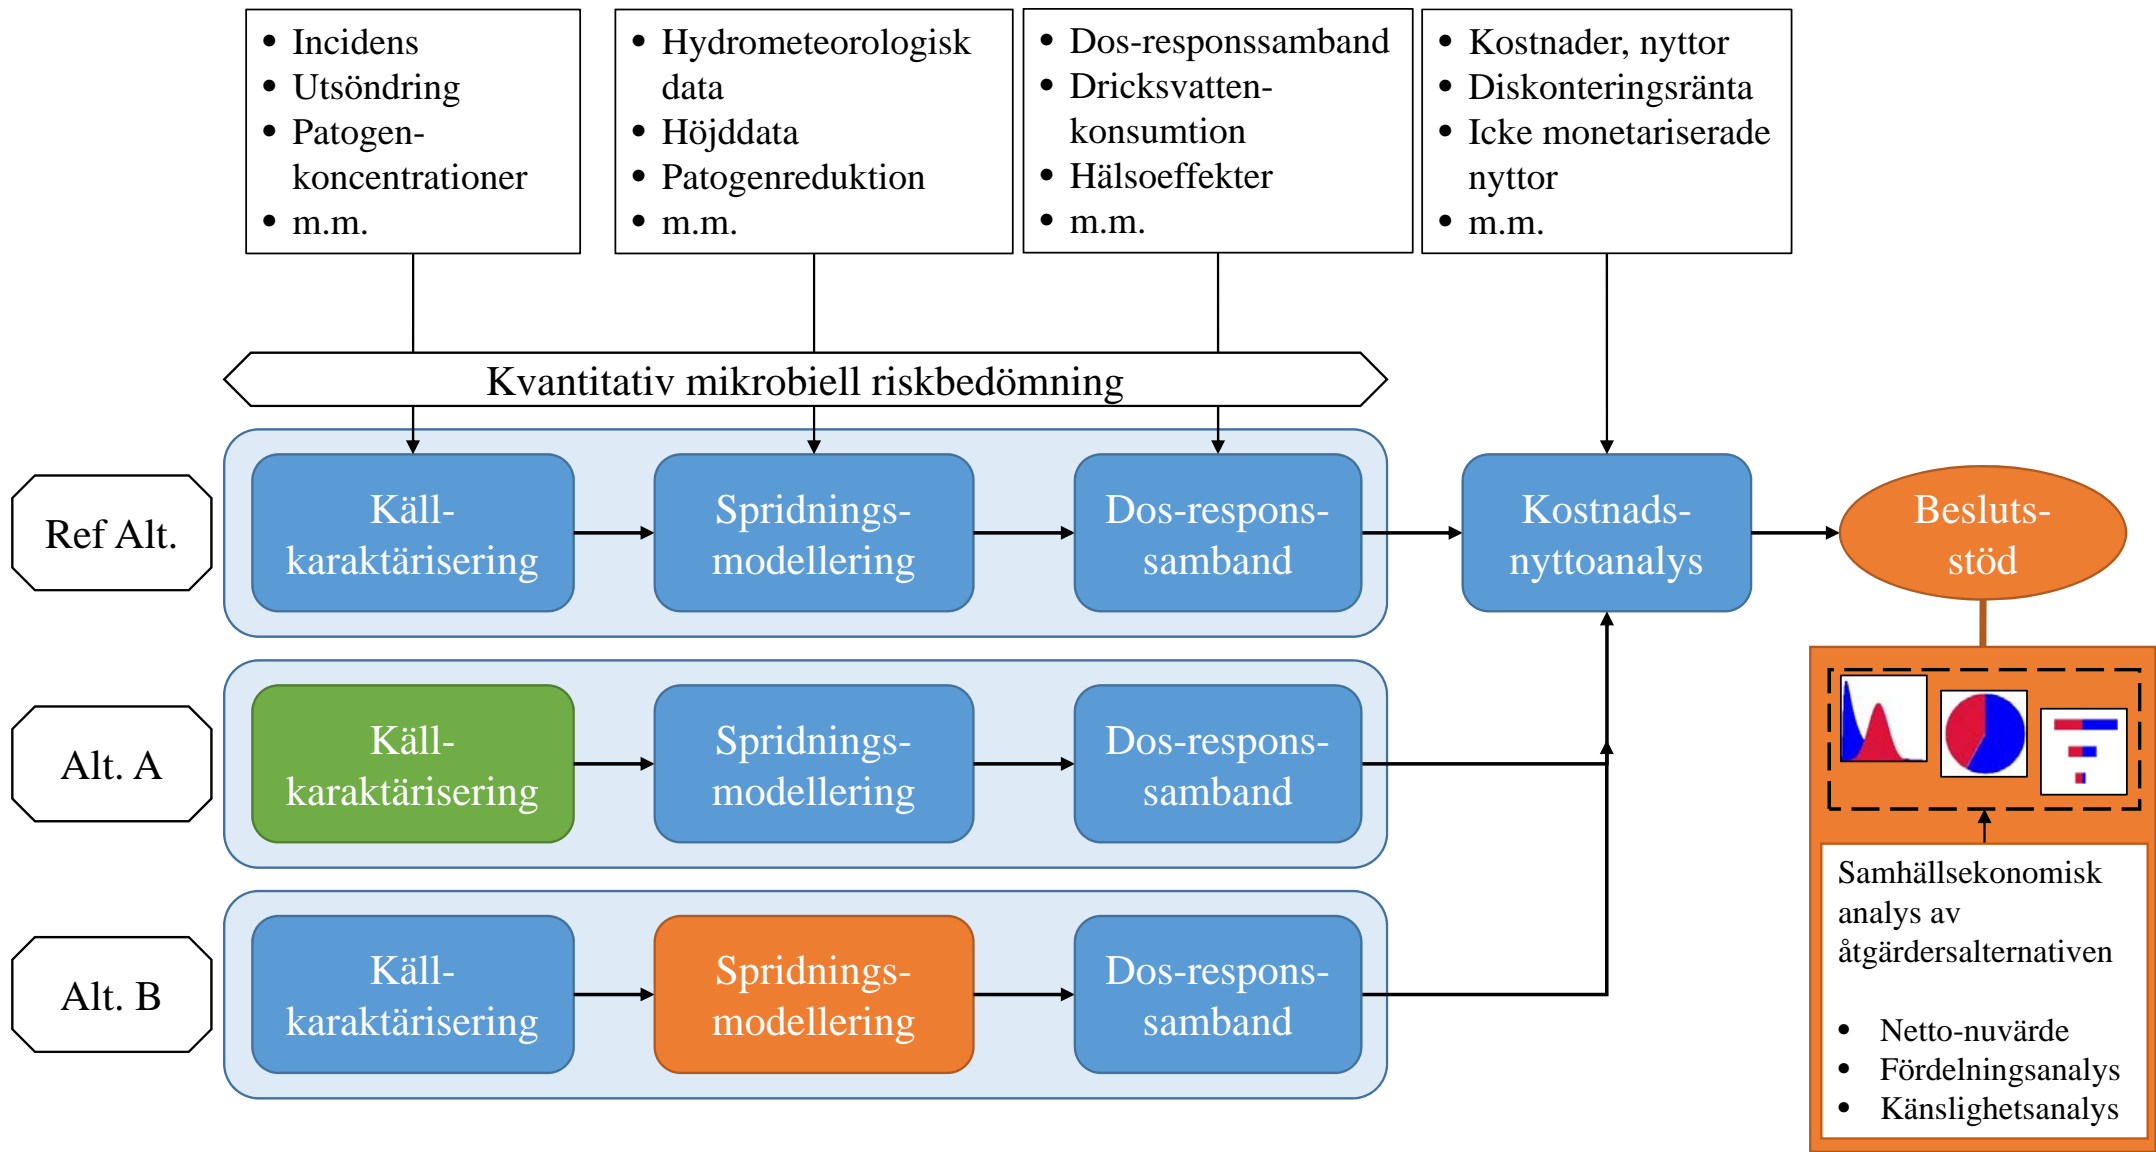 • Incidens
• Utsöndring
• Patogen-
koncentrationer
• m.m.
• Hydrometeorologisk
data
• Höjddata
• Patogenreduktion
• m.m.
• Dos-responssamband
• Dricksvatten-
konsumtion
• Hälsoeffekter
• m.m.
• Kostnader, nyttor
• Diskonteringsränta
• Icke monetariserade
nyttor
• m.m.
Kvantitativ mikrobiell riskbedömning
Ref Alt.
Käll-
karaktärisering
Spridnings-
modellering
Dos-respons-
samband
Kostnads-
nyttoanalys
Besluts-
stöd
Alt. A
Käll-
karaktärisering
Spridnings-
modellering
Dos-respons-
samband
Alt. B
Käll-
karaktärisering
Spridnings-
modellering
Dos-respons-
samband
Samhällsekonomisk
analys av
åtgärdersalternativen
• Netto-nuvärde
• Fördelningsanalys
• Känslighetsanalys